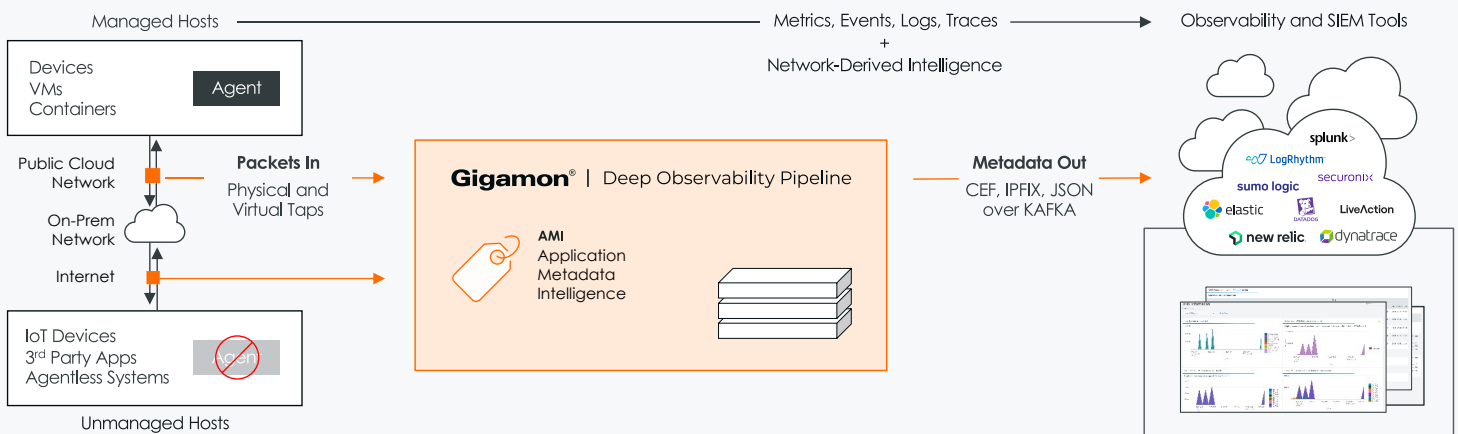 Managed Hosts
Metrics, Events, Logs, Traces
+
Network-Derived Intelligence
Observability and SIEM Tools
Devices
VMs
Containers
Agent
Public Cloud
Network
Packets In
Physical and
Virtual Taps
On-Prem
Network
Internet
Gigamon® | Deep Observability Pipeline
AMI
Application
Metadata
Intelligence
Metadata Out
CEF, IPFIX, JSON
over KAFKA
splunk>
LogRhythm
securonix
sumo logic
elastic
DATADOG
LiveAction
new relic
dynatrace
IoT Devices
3rd Party Apps
Agentless Systems
Agent
Unmanaged Hosts